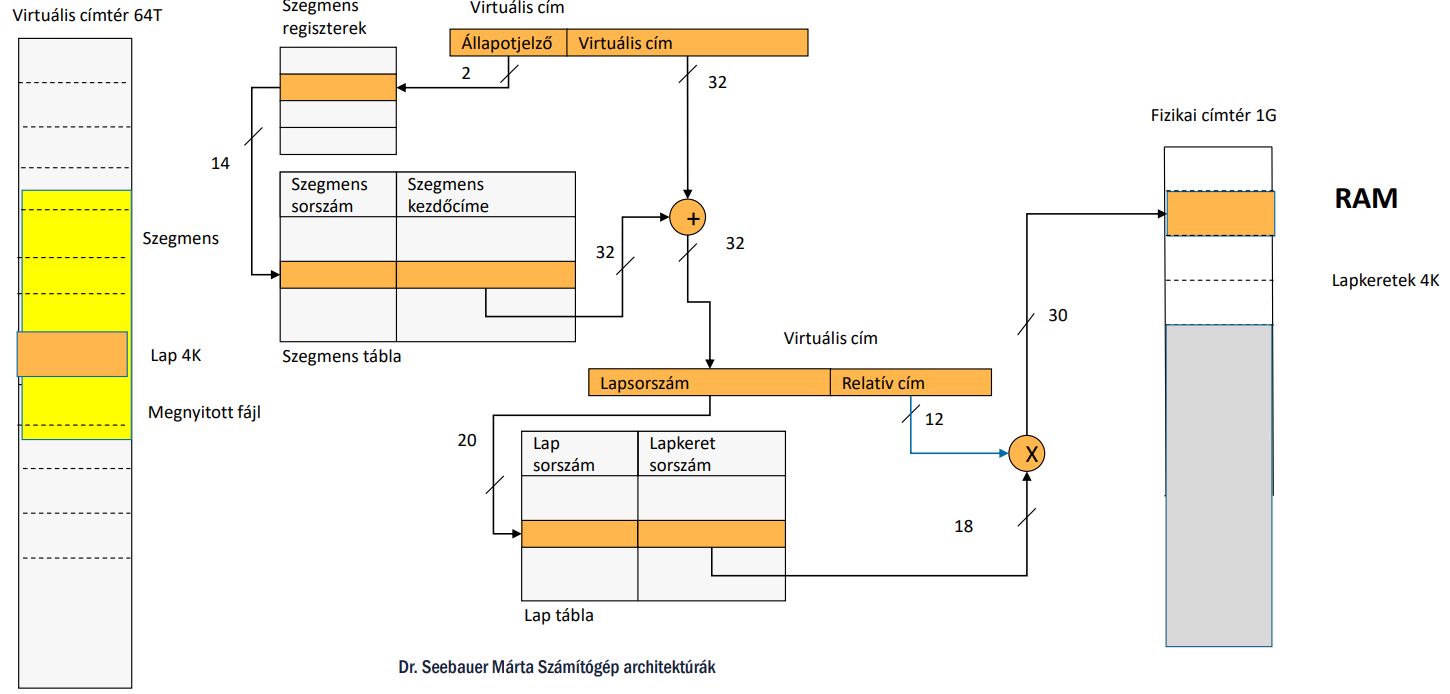 Virtuális címtér 64T
Szegmens
regiszterek
Virtuális cím
Állapotjelző
Virtuális cím
2
32
14
Fizikai címtér 1G
Szegmens
sorszám
Szegmens
kezdőcíme
RAM
+
Szegmens
32
32
Lapkeretek 4K
30
Virtuális cím
Lap 4K
Szegmens tábla
Lapsorszám
Relatív cím
Megnyitott fájl
12
20
Lap
sorszám
Lapkeret
sorszám
X
18
Lap tábla
Dr. Seebauer Márta Számítógép architektúrák